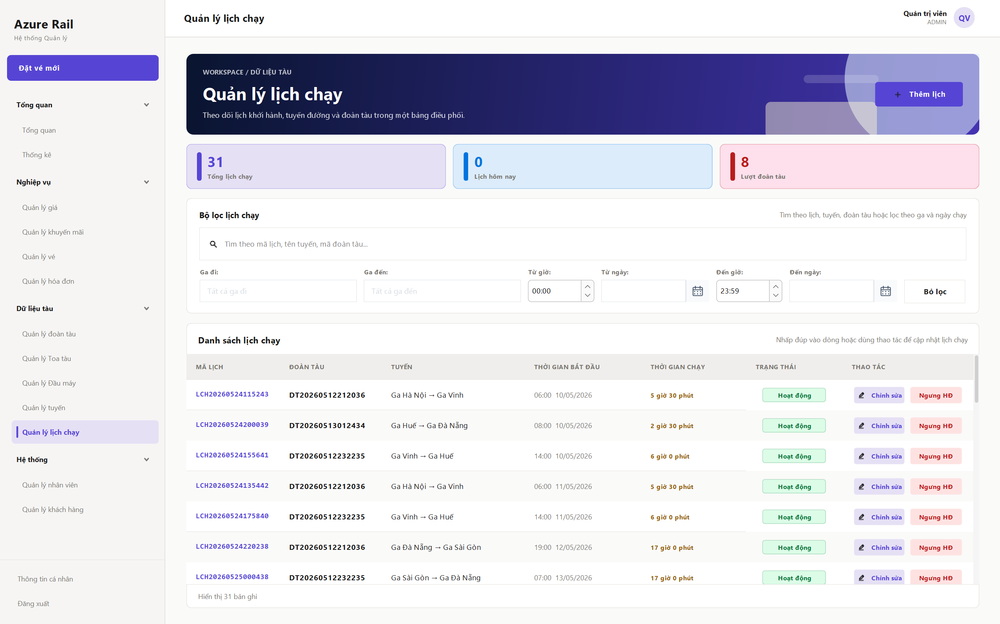 Azure Rail
Hệ thống Quản lý
Đặt vé mới
Tổng quan
Tổng quan
Thống kê
Nghiệp vụ
Quản lý giá
Quản lý khuyến mãi
Quản lý vé
Quản lý hóa đơn
Dữ liệu tàu
Quản lý đoàn tàu
Quản lý Toa tàu
Quản lý Đầu máy
Quản lý tuyến
Quản lý lịch chạy
Hệ thống
Quản lý nhân viên
Quản lý khách hàng
Thông tin cá nhân
Đăng xuất
Quản lý lịch chạy
Quản trị viên
ADMIN
QV
WORKSPACE / DỮ LIỆU TÀU
Quản lý lịch chạy
Theo dõi lịch khởi hành, tuyến đường và đoàn tàu trong một bảng điều phối.
+ Thêm lịch
31
Tổng lịch chạy
0
Lịch hôm nay
8
Lượt đoàn tàu
Bộ lọc lịch chạy
Tìm theo lịch, tuyến, đoàn tàu hoặc lọc theo ga và ngày chạy
Tìm theo mã lịch, tên tuyến, mã đoàn tàu...
Ga đi: Ga đến: Từ giờ: Từ ngày: Đến giờ: Đến ngày:
Tất cả ga đi Tất cả ga đến 00:00 23:59 Bỏ lọc
Danh sách lịch chạy
Nhấp đúp vào dòng hoặc dùng thao tác để cập nhật lịch chạy
MÃ LỊCH ĐOÀN TÀU TUYẾN THỜI GIAN BẮT ĐẦU THỜI GIAN CHẠY TRẠNG THÁI THAO TÁC
LCH20260524115243 DT20260512212036 Ga Hà Nội → Ga Vinh 06:00 10/05/2026 5 giờ 30 phút Hoạt động Chỉnh sửa Ngưng HĐ
LCH20260524200039 DT20260513012434 Ga Huế → Ga Đà Nẵng 08:00 10/05/2026 2 giờ 30 phút Hoạt động Chỉnh sửa Ngưng HĐ
LCH20260524155641 DT20260512232235 Ga Vinh → Ga Huế 14:00 10/05/2026 6 giờ 0 phút Hoạt động Chỉnh sửa Ngưng HĐ
LCH20260524135442 DT20260512212036 Ga Hà Nội → Ga Vinh 06:00 11/05/2026 5 giờ 30 phút Hoạt động Chỉnh sửa Ngưng HĐ
LCH20260524175840 DT20260512232235 Ga Vinh → Ga Huế 14:00 11/05/2026 6 giờ 0 phút Hoạt động Chỉnh sửa Ngưng HĐ
LCH20260524220238 DT20260512212036 Ga Đà Nẵng → Ga Sài Gòn 19:00 12/05/2026 17 giờ 0 phút Hoạt động Chỉnh sửa Ngưng HĐ
LCH20260525000438 DT20260512232235 Ga Sài Gòn → Ga Đà Nẵng 07:00 13/05/2026 17 giờ 0 phút Hoạt động Chỉnh sửa Ngưng HĐ
Hiển thị 31 bản ghi